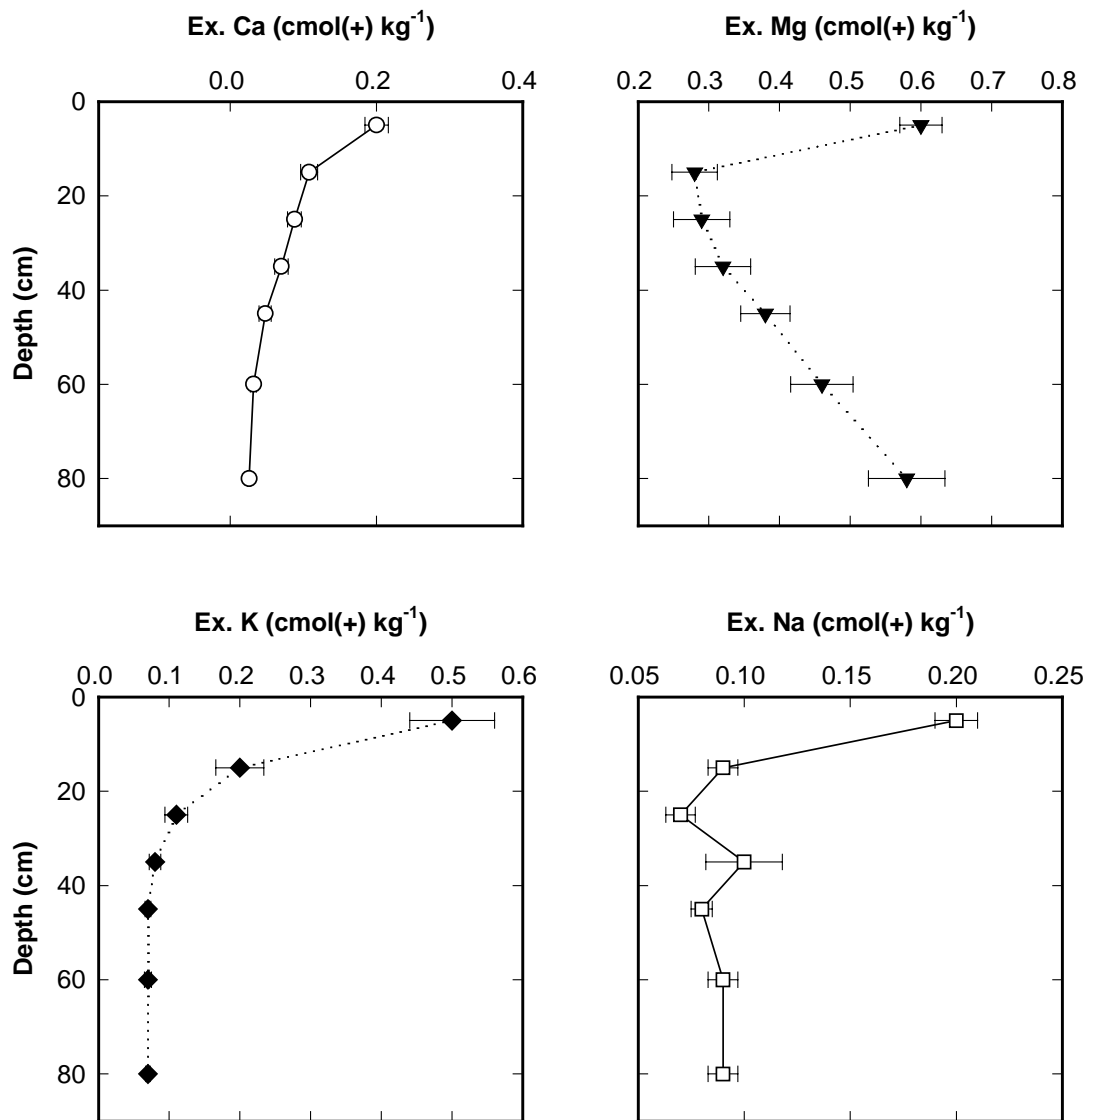 Ex. Ca (cmol(+) kg⁻¹)
0.0 0.2 0.4
0
20
40
60
80
Depth (cm)
Ex. Mg (cmol(+) kg⁻¹)
0.2 0.3 0.4 0.5 0.6 0.7 0.8
Ex. K (cmol(+) kg⁻¹)
0.0 0.1 0.2 0.3 0.4 0.5 0.6
0
20
40
60
80
Depth (cm)
Ex. Na (cmol(+) kg⁻¹)
0.05 0.10 0.15 0.20 0.25